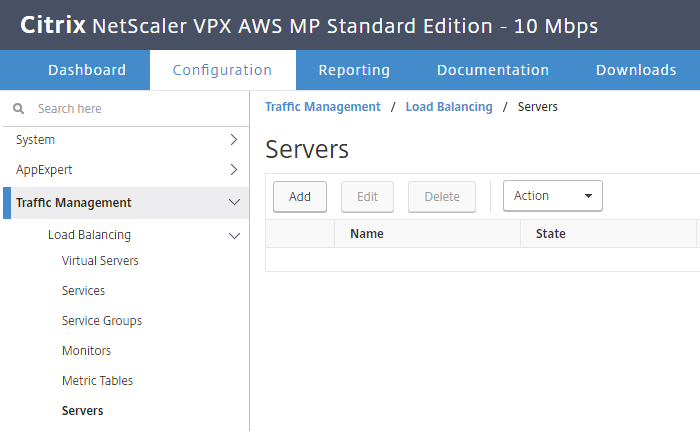 Citrix NetScaler VPX AWS MP Standard Edition - 10 Mbps
Dashboard Configuration Reporting Documentation Downloads
Search here
System
AppExpert
Traffic Management
Load Balancing
Virtual Servers
Services
Service Groups
Monitors
Metric Tables
Servers
Traffic Management / Load Balancing / Servers
Servers
Add Edit Delete Action
Name State